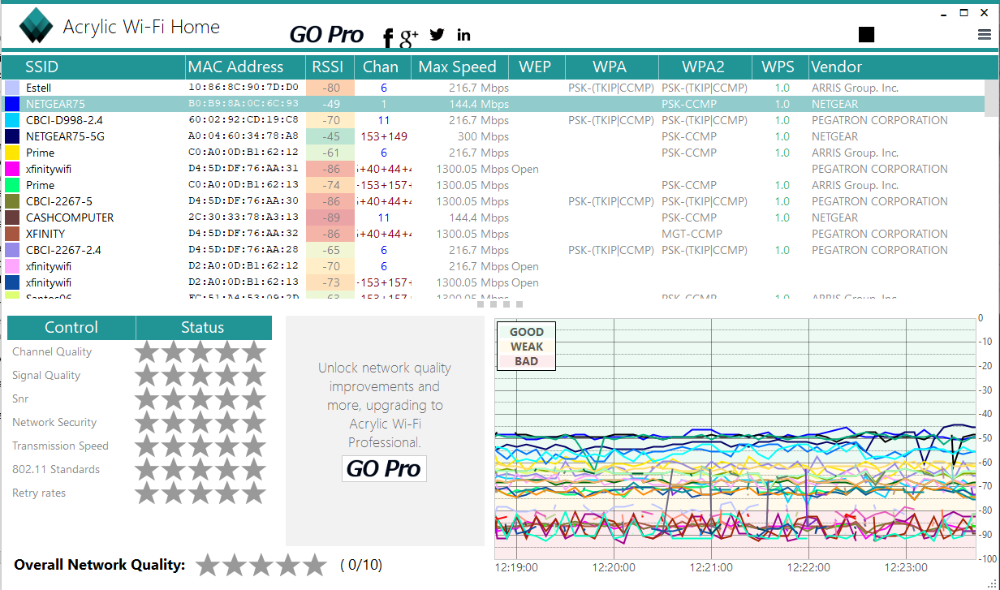 Acrylic Wi-Fi Home GO Pro f g+ in
SSID MAC Address RSSI Chan Max Speed WEP WPA WPA2 WPS Vendor
Estell 10:86:8C:90:7D:D0 -80 6 216.7 Mbps PSK-(TKIP|CCMP) PSK-(TKIP|CCMP) 1.0 ARRIS Group. Inc.
NETGEAR75 B0:B9:8A:0C:6C:93 -49 1 144.4 Mbps PSK-CCMP 1.0 NETGEAR
CBCI-D998-2.4 60:02:92:CD:19:C8 -70 11 216.7 Mbps PSK-(TKIP|CCMP) PSK-(TKIP|CCMP) 1.0 PEGATRON CORPORATION
NETGEAR75-5G A0:04:60:34:78:A8 -45 153+149 300 Mbps PSK-CCMP 1.0 NETGEAR
Prime C0:A0:0D:B1:62:12 -61 6 216.7 Mbps PSK-CCMP 1.0 ARRIS Group. Inc.
xfinitywifi D4:5D:DF:76:AA:31 -86 +40+44+4 1300.05 Mbps Open PEGATRON CORPORATION
Prime C0:A0:0D:B1:62:13 -74 -153+157+ 1300.05 Mbps PSK-CCMP 1.0 ARRIS Group. Inc.
CBCI-2267-5 D4:5D:DF:76:AA:30 -86 +40+44+4 1300.05 Mbps PSK-(TKIP|CCMP) PSK-(TKIP|CCMP) 1.0 PEGATRON CORPORATION
CASHCOMPUTER 2C:30:33:78:A3:13 -89 11 144.4 Mbps PSK-CCMP 1.0 NETGEAR
XFINITY D4:5D:DF:76:AA:32 -86 +40+44+4 1300.05 Mbps MGT-CCMP PEGATRON CORPORATION
CBCI-2267-2.4 D4:5D:DF:76:AA:28 -65 6 216.7 Mbps PSK-(TKIP|CCMP) PSK-(TKIP|CCMP) 1.0 PEGATRON CORPORATION
xfinitywifi D2:A0:0D:B1:62:12 -70 6 216.7 Mbps Open
xfinitywifi D2:A0:0D:B1:62:13 -73 -153+157+ 1300.05 Mbps Open
Santos06 -63 1300.05 Mbps PSK-CCMP 1.0 ARRIS Group. Inc.
Control Status
Channel Quality
Signal Quality
Snr
Network Security
Transmission Speed
802.11 Standards
Retry rates
Overall Network Quality: ( 0/10)
Unlock network quality
improvements and
more, upgrading to
Acrylic Wi-Fi
Professional.
GO Pro
GOOD
WEAK
BAD
0
-10
-20
-30
-40
-50
-60
-70
-80
-90
-100
12:19:00 12:20:00 12:21:00 12:22:00 12:23:00